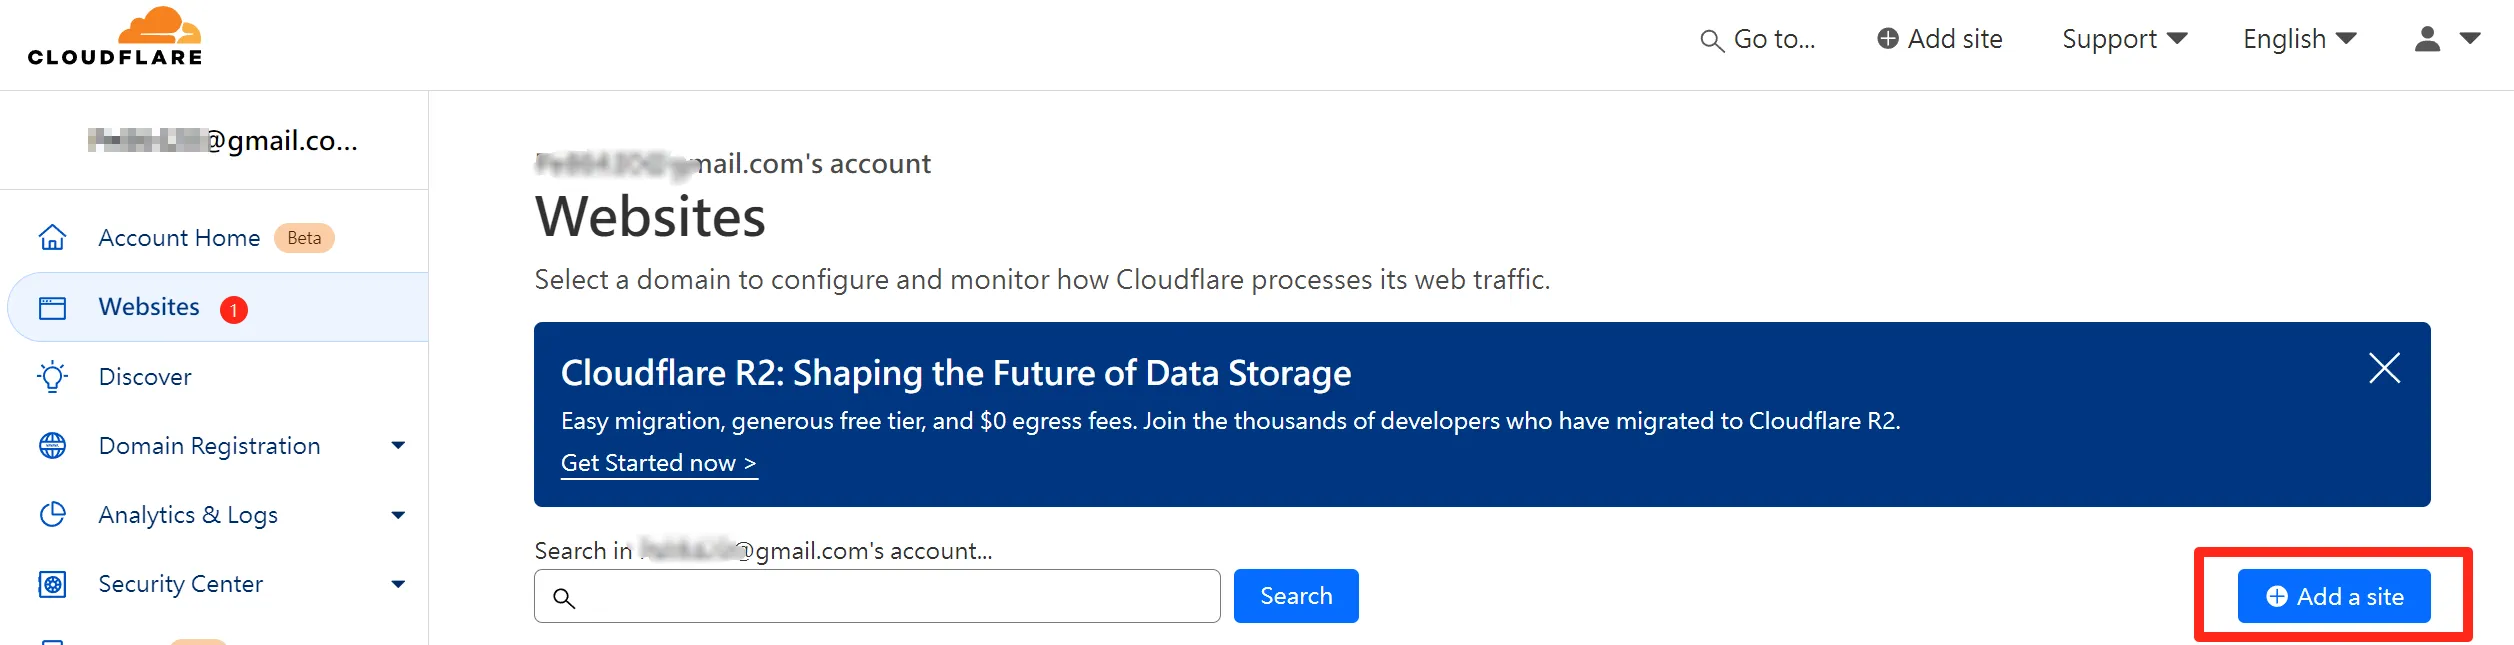 CLOUDFLARE
Go to...
Add site
Support
English
@gmail.co...
Account Home Beta
Websites 1
Discover
Domain Registration
Analytics & Logs
Security Center
mail.com's account
Websites
Select a domain to configure and monitor how Cloudflare processes its web traffic.
Cloudflare R2: Shaping the Future of Data Storage
Easy migration, generous free tier, and $0 egress fees. Join the thousands of developers who have migrated to Cloudflare R2.
Get Started now >
Search in @gmail.com's account...
Search
Add a site